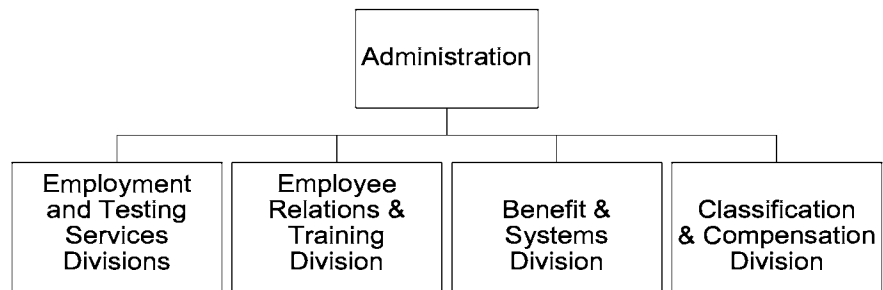 Administration
Employment
and Testing
Services
Divisions
Employee
Relations &
Training
Division
Benefit &
Systems
Division
Classification
& Compensation
Division